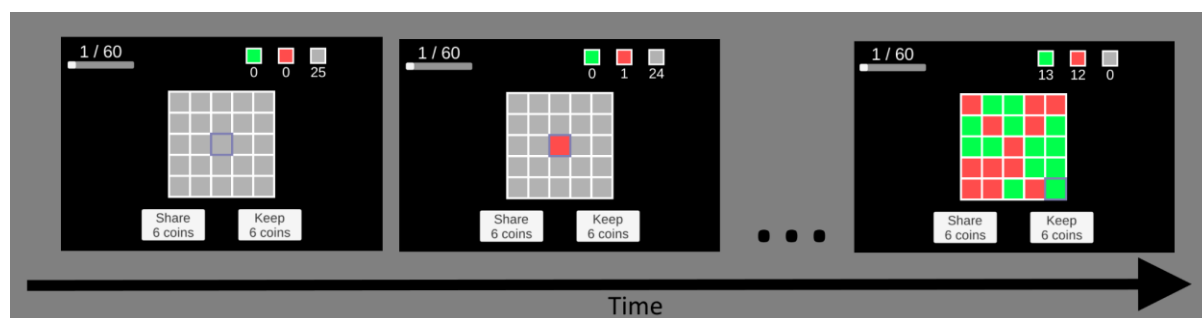 1 / 60
0 0 25
Share
6 coins
Keep
6 coins
1 / 60
0 1 24
Share
6 coins
Keep
6 coins
1 / 60
13 12 0
Share
6 coins
Keep
6 coins
Time